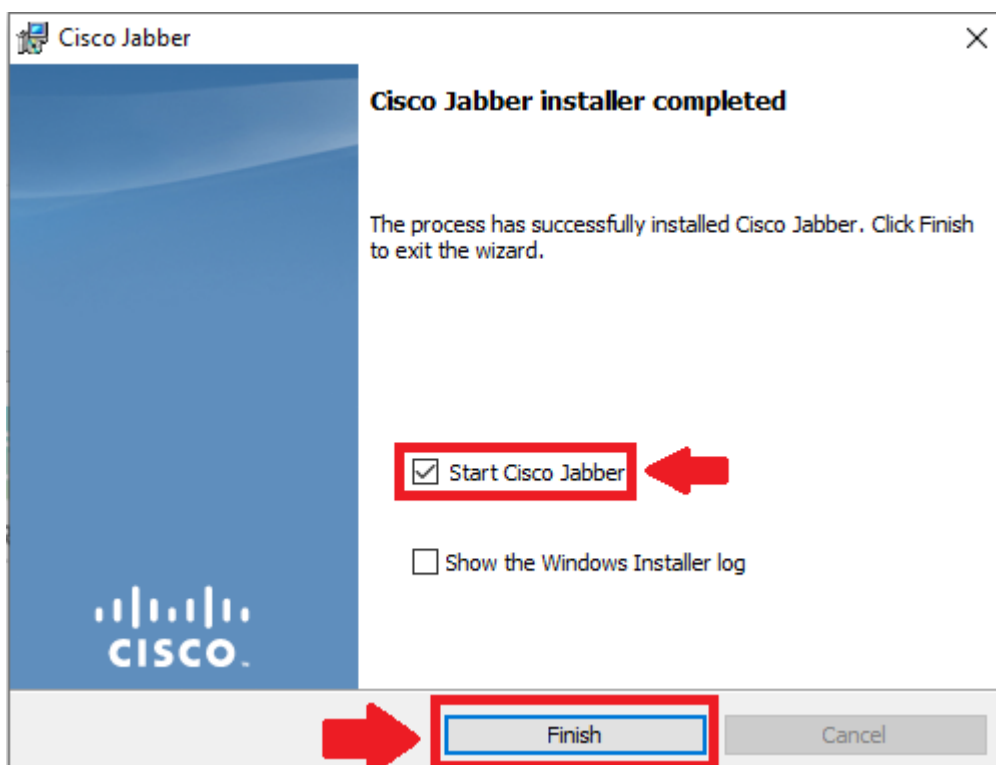 Cisco Jabber
Cisco Jabber installer completed
The process has successfully installed Cisco Jabber. Click Finish
to exit the wizard.
Start Cisco Jabber
Show the Windows Installer log
CISCO.
Finish
Cancel